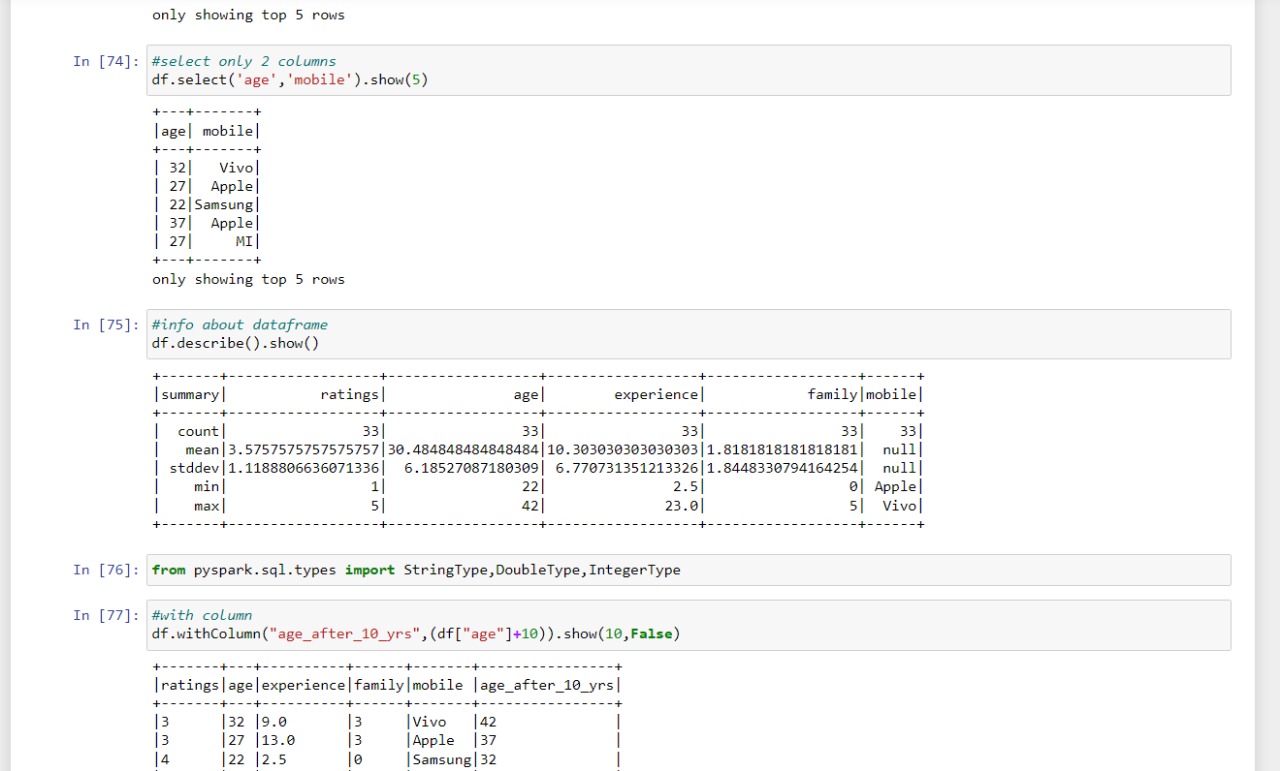 only showing top 5 rows
In [74]: #select only 2 columns
df.select('age','mobile').show(5)
+---+-------+
|age| mobile|
+---+-------+
| 32|   Vivo|
| 27|  Apple|
| 22|Samsung|
| 37|  Apple|
| 27|     MI|
+---+-------+
only showing top 5 rows
In [75]: #info about dataframe
df.describe().show()
+-------+------------------+------------------+------------------+------------------+------+
|summary|           ratings|               age|        experience|            family|mobile|
+-------+------------------+------------------+------------------+------------------+------+
|  count|                33|                33|                33|                33|    33|
|   mean|3.5757575757575757|30.484848484848484|10.303030303030303|1.8181818181818181|  null|
| stddev|1.1188806636071336|  6.18527087180309| 6.770731351213326|1.8448330794164254|  null|
|    min|                 1|                22|               2.5|                 0| Apple|
|    max|                 5|                42|              23.0|                 5|  Vivo|
+-------+------------------+------------------+------------------+------------------+------+
In [76]: from pyspark.sql.types import StringType,DoubleType,IntegerType
In [77]: #with column
df.withColumn("age_after_10_yrs",(df["age"]+10)).show(10,False)
+-------+---+----------+------+-------+----------------+
|ratings|age|experience|family|mobile |age_after_10_yrs|
+-------+---+----------+------+-------+----------------+
|3      |32 |9.0       |3     |Vivo   |42              |
|3      |27 |13.0      |3     |Apple  |37              |
|4      |22 |2.5       |0     |Samsung|32              |